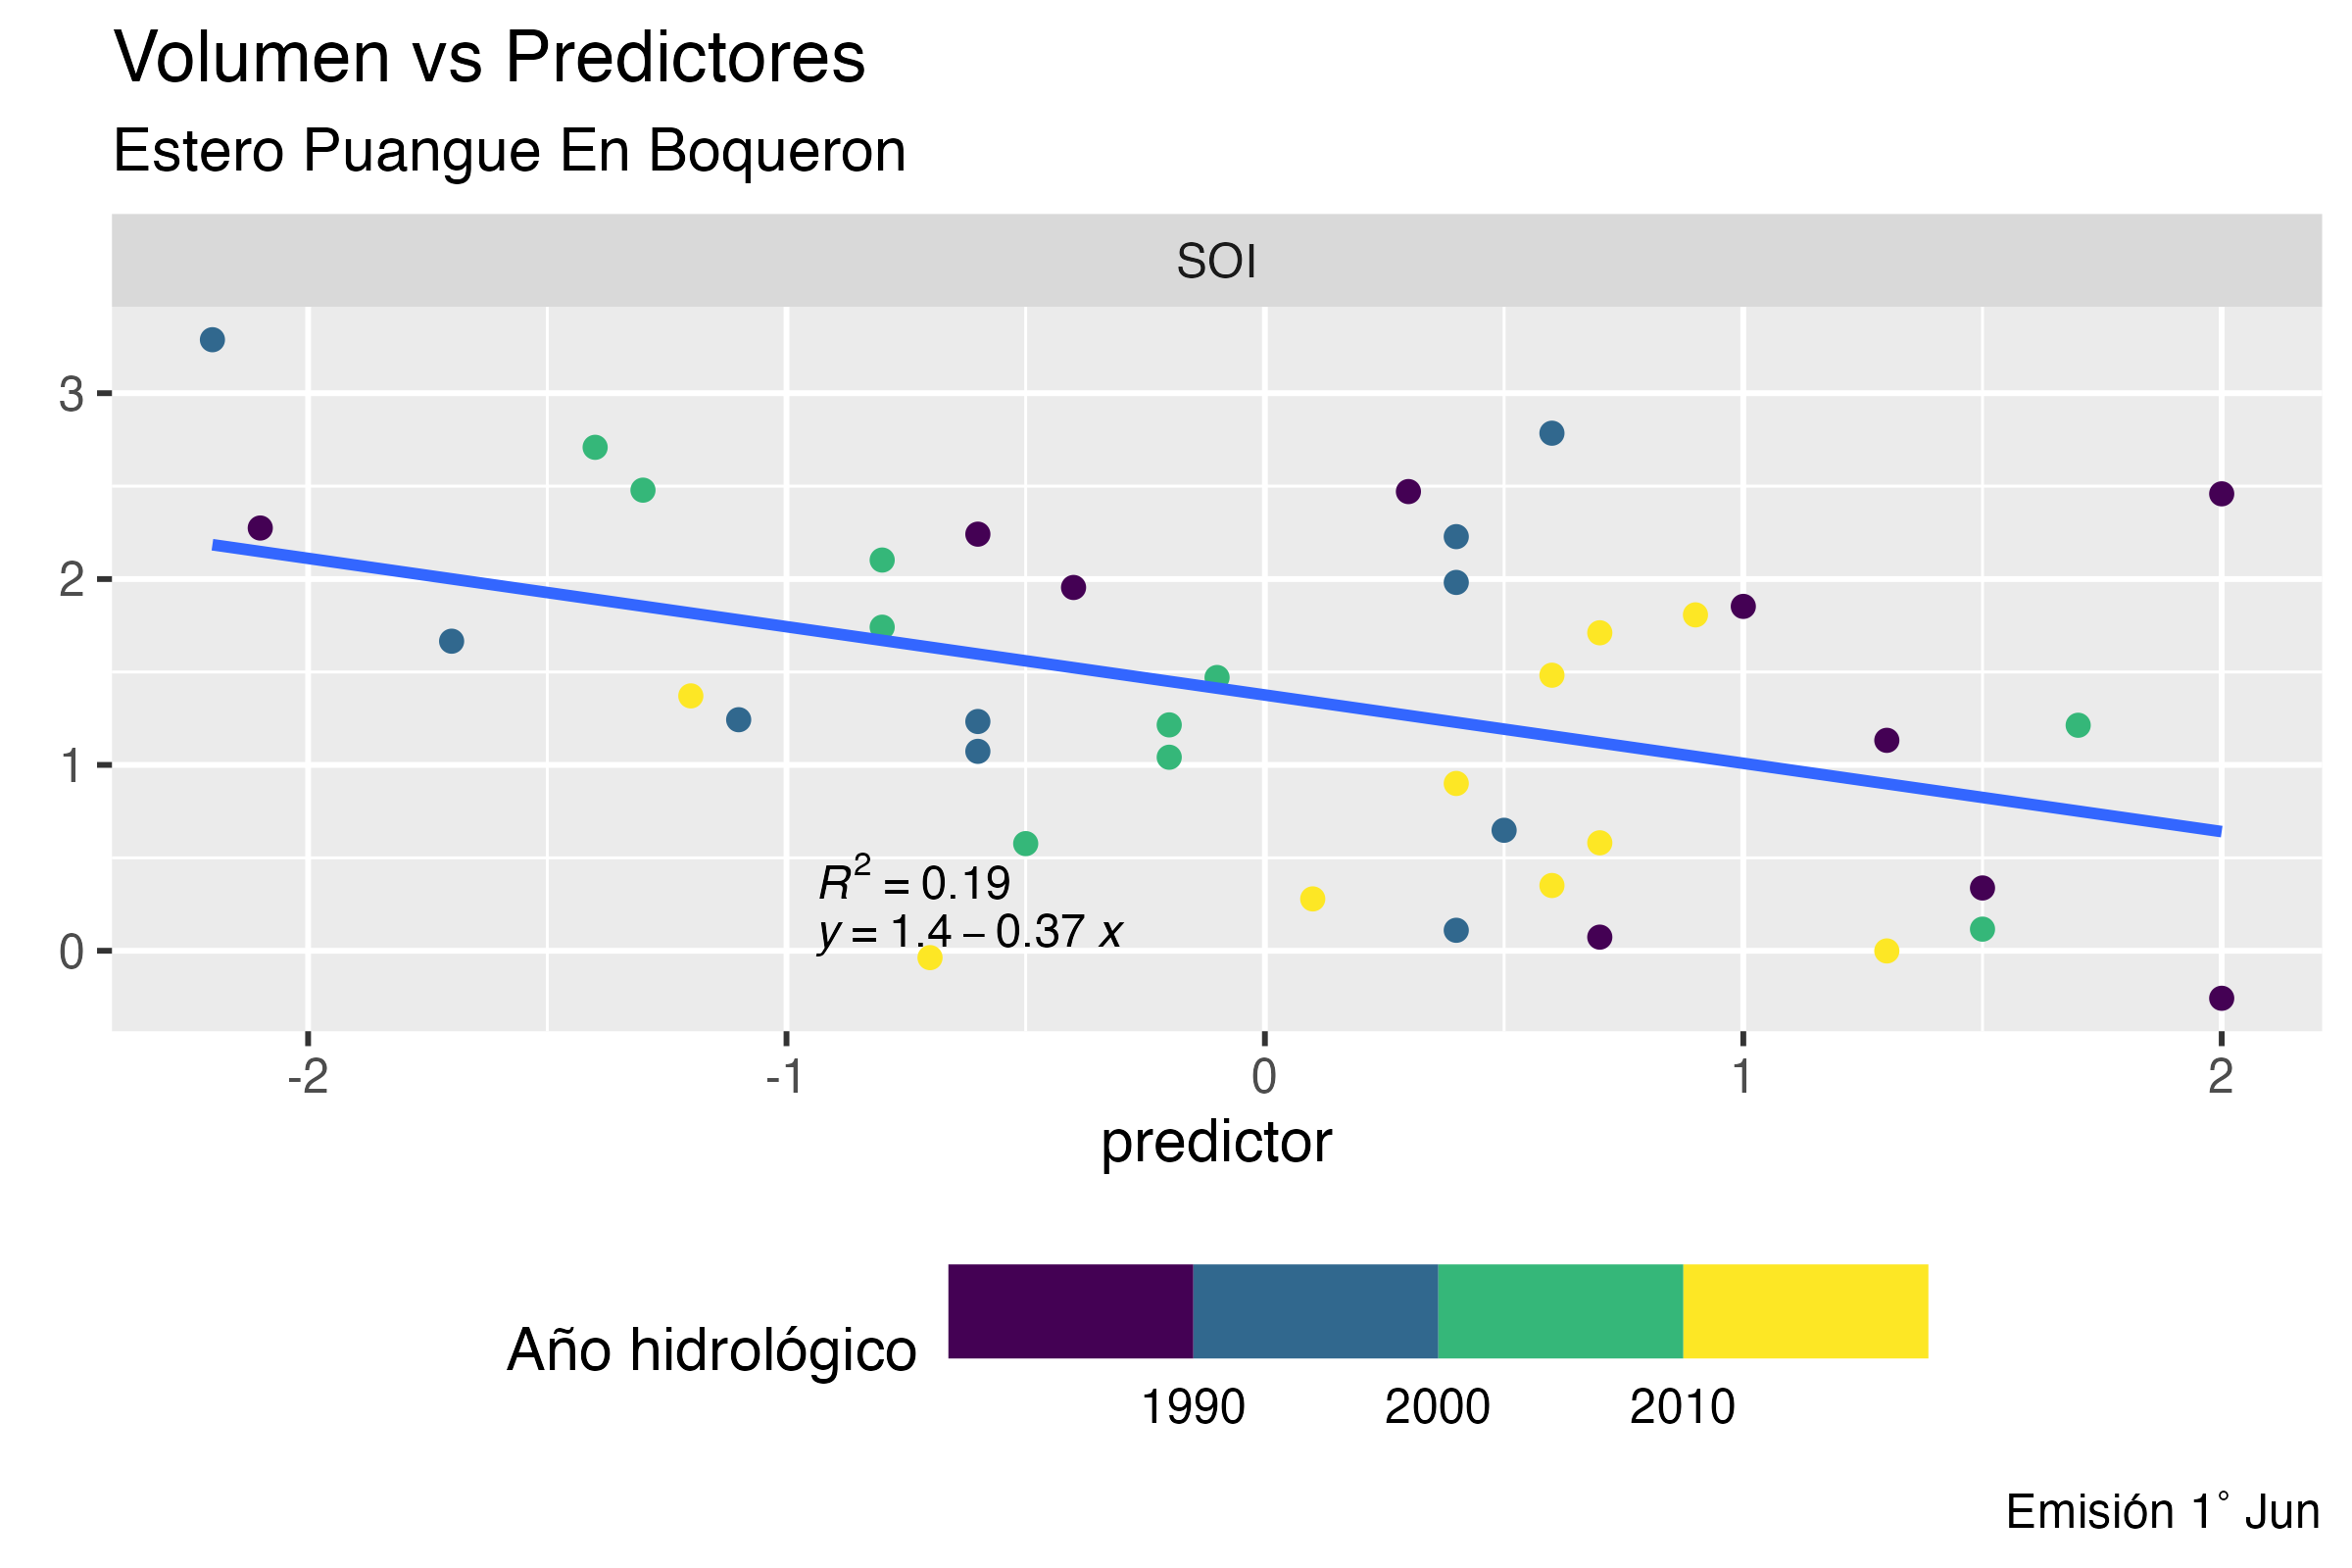 Volumen vs Predictores
Estero Puangue En Boqueron
SOI
3
2
1
0
R² = 0.19
y = 1.4 − 0.37 x
-2 -1 0 1 2
predictor
Año hidrológico
1990 2000 2010
Emisión 1° Jun